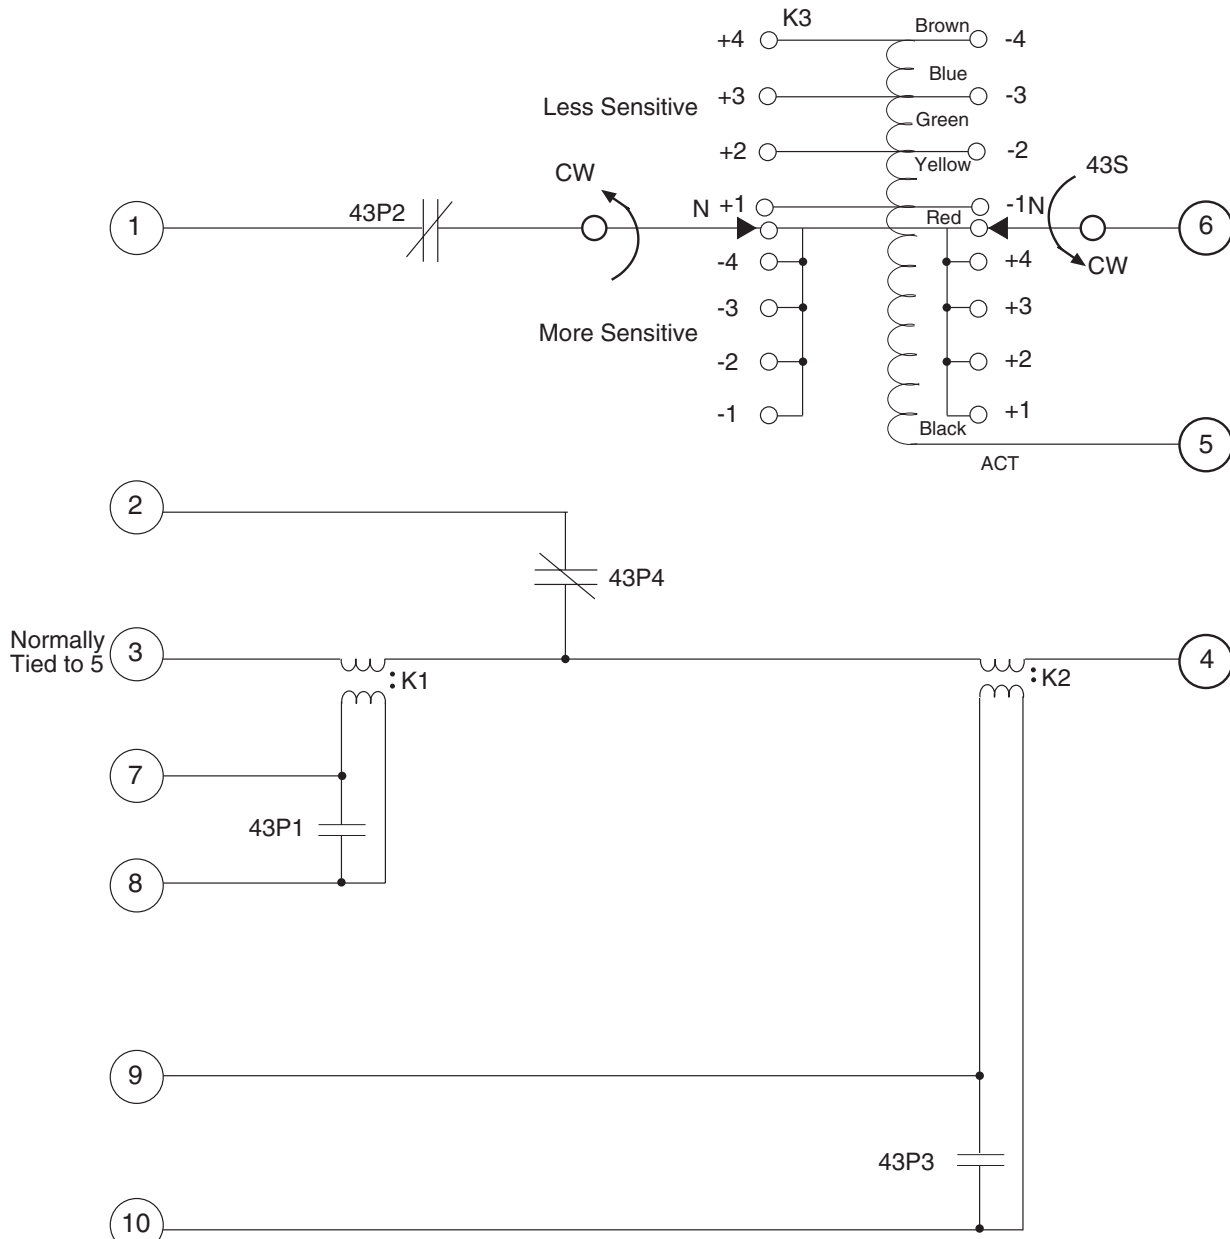 K3
+4
Brown
-4
Blue
Less Sensitive
+3
-3
Green
+2
-2
Yellow
CW
43S
43P2
N
+1
-1
N
1
Red
6
-4
+4
CW
-3
+3
More Sensitive
-2
+2
-1
+1
Black
5
ACT
2
43P4
Normally
Tied to 5
3
4
K1
K2
7
43P1
8
9
43P3
10